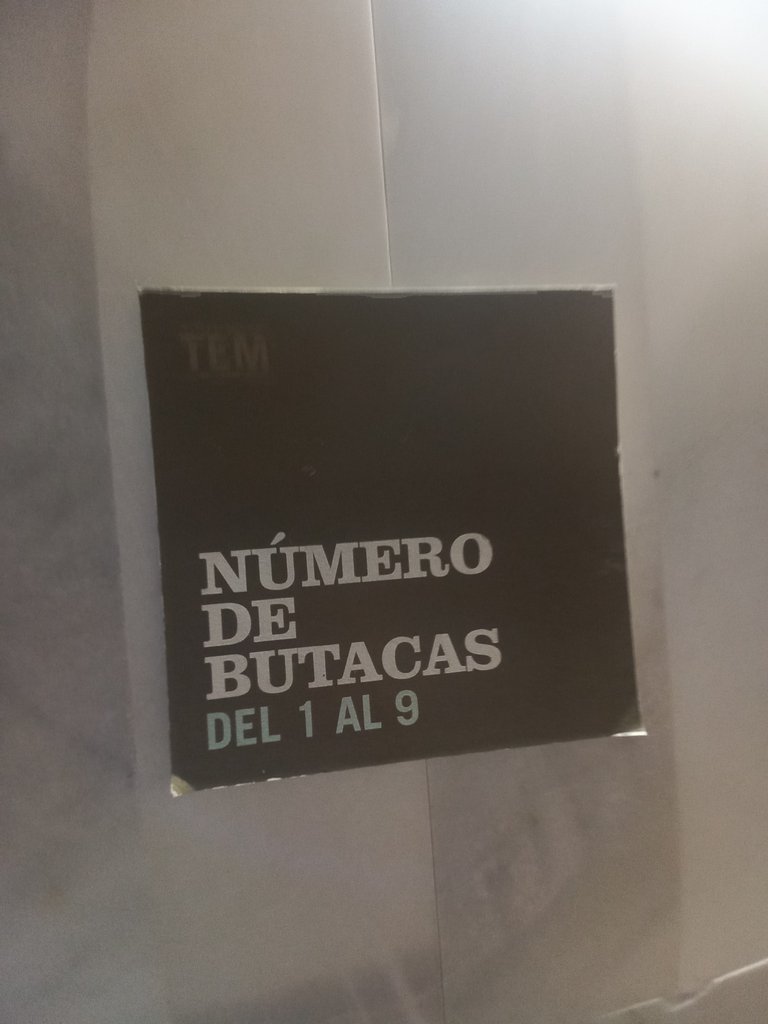 TEM
NÚMERO
DE
BUTACAS
DEL 1 AL 9